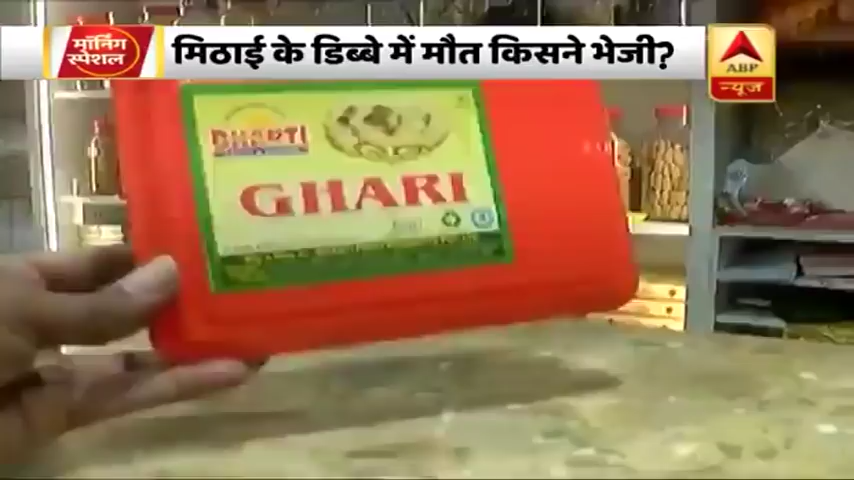 मॉर्निंग
स्पेशल
मिठाई के डिब्बे में मौत किसने भेजी?
ABP
न्यूज़
BHARTI
GHARI